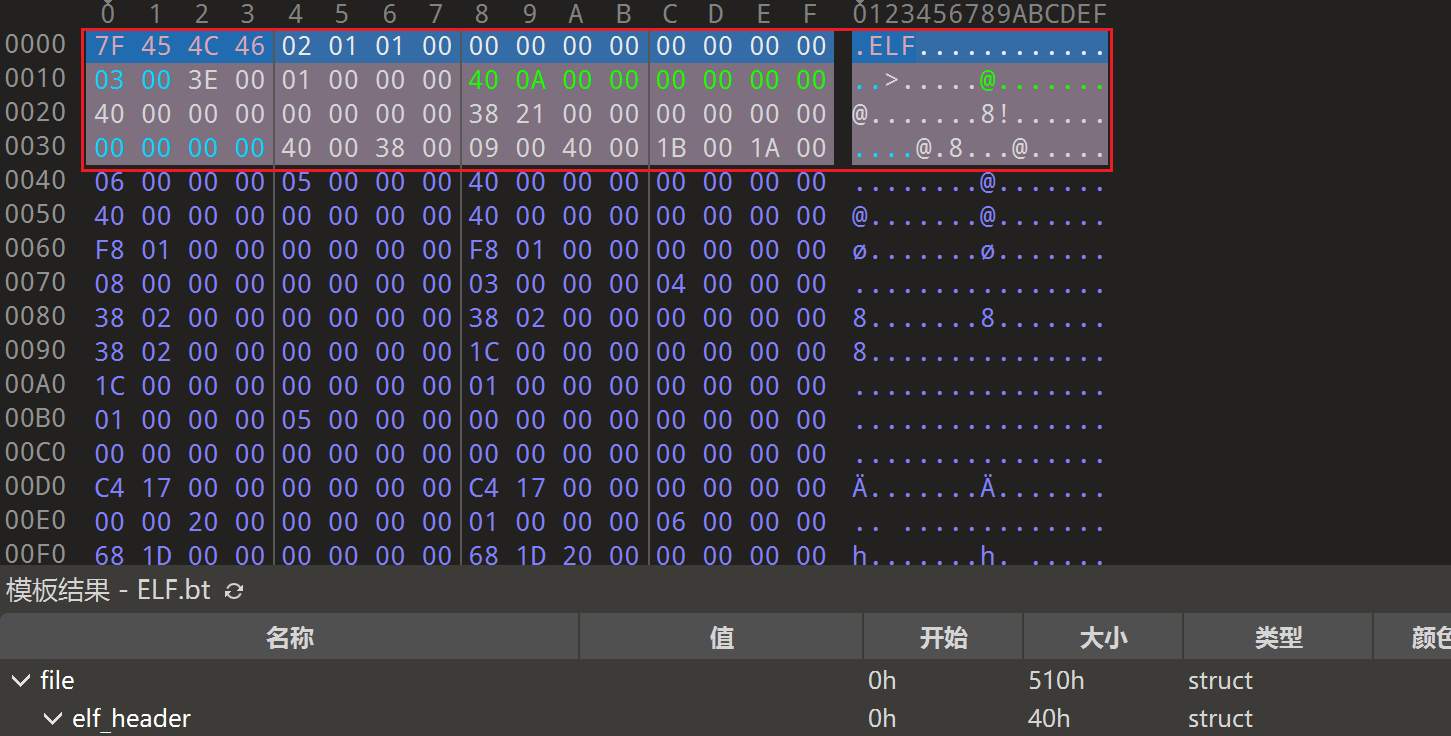 0 1 2 3 4 5 6 7 8 9 A B C D E F 0123456789ABCDEF
0000 7F 45 4C 46 02 01 01 00 00 00 00 00 00 00 00 00 .ELF............
0010 03 00 3E 00 01 00 00 00 40 0A 00 00 00 00 00 00 ..>.....@.......
0020 40 00 00 00 00 00 00 00 38 21 00 00 00 00 00 00 @.......8!......
0030 00 00 00 00 40 00 38 00 09 00 40 00 1B 00 1A 00 ....@.8...@.....
0040 06 00 00 00 05 00 00 00 40 00 00 00 00 00 00 00 ........@.......
0050 40 00 00 00 00 00 00 00 40 00 00 00 00 00 00 00 @.......@.......
0060 F8 01 00 00 00 00 00 00 F8 01 00 00 00 00 00 00 ø.......ø.......
0070 08 00 00 00 00 00 00 00 03 00 00 00 04 00 00 00 ................
0080 38 02 00 00 00 00 00 00 38 02 00 00 00 00 00 00 8.......8.......
0090 38 02 00 00 00 00 00 00 1C 00 00 00 00 00 00 00 8...............
00A0 1C 00 00 00 00 00 00 00 01 00 00 00 00 00 00 00 ................
00B0 01 00 00 00 05 00 00 00 00 00 00 00 00 00 00 00 ................
00C0 00 00 00 00 00 00 00 00 00 00 00 00 00 00 00 00 ................
00D0 C4 17 00 00 00 00 00 00 C4 17 00 00 00 00 00 00 Ä.......Ä.......
00E0 00 00 20 00 00 00 00 00 01 00 00 00 06 00 00 00 .. .............
00F0 68 1D 00 00 00 00 00 00 68 1D 20 00 00 00 00 00 h.......h. .....
模板结果 - ELF.bt
名称 值 开始 大小 类型 颜色
file 0h 510h struct
elf_header 0h 40h struct